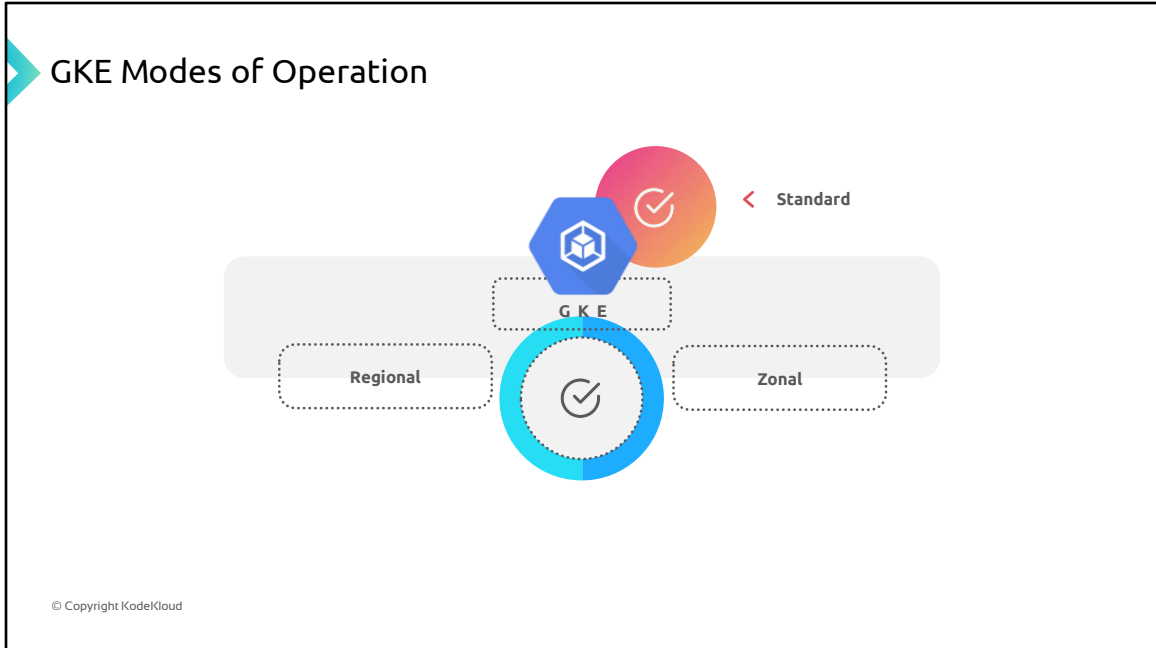 GKE Modes of Operation
Standard
G K E
Regional
Zonal
© Copyright KodeKloud